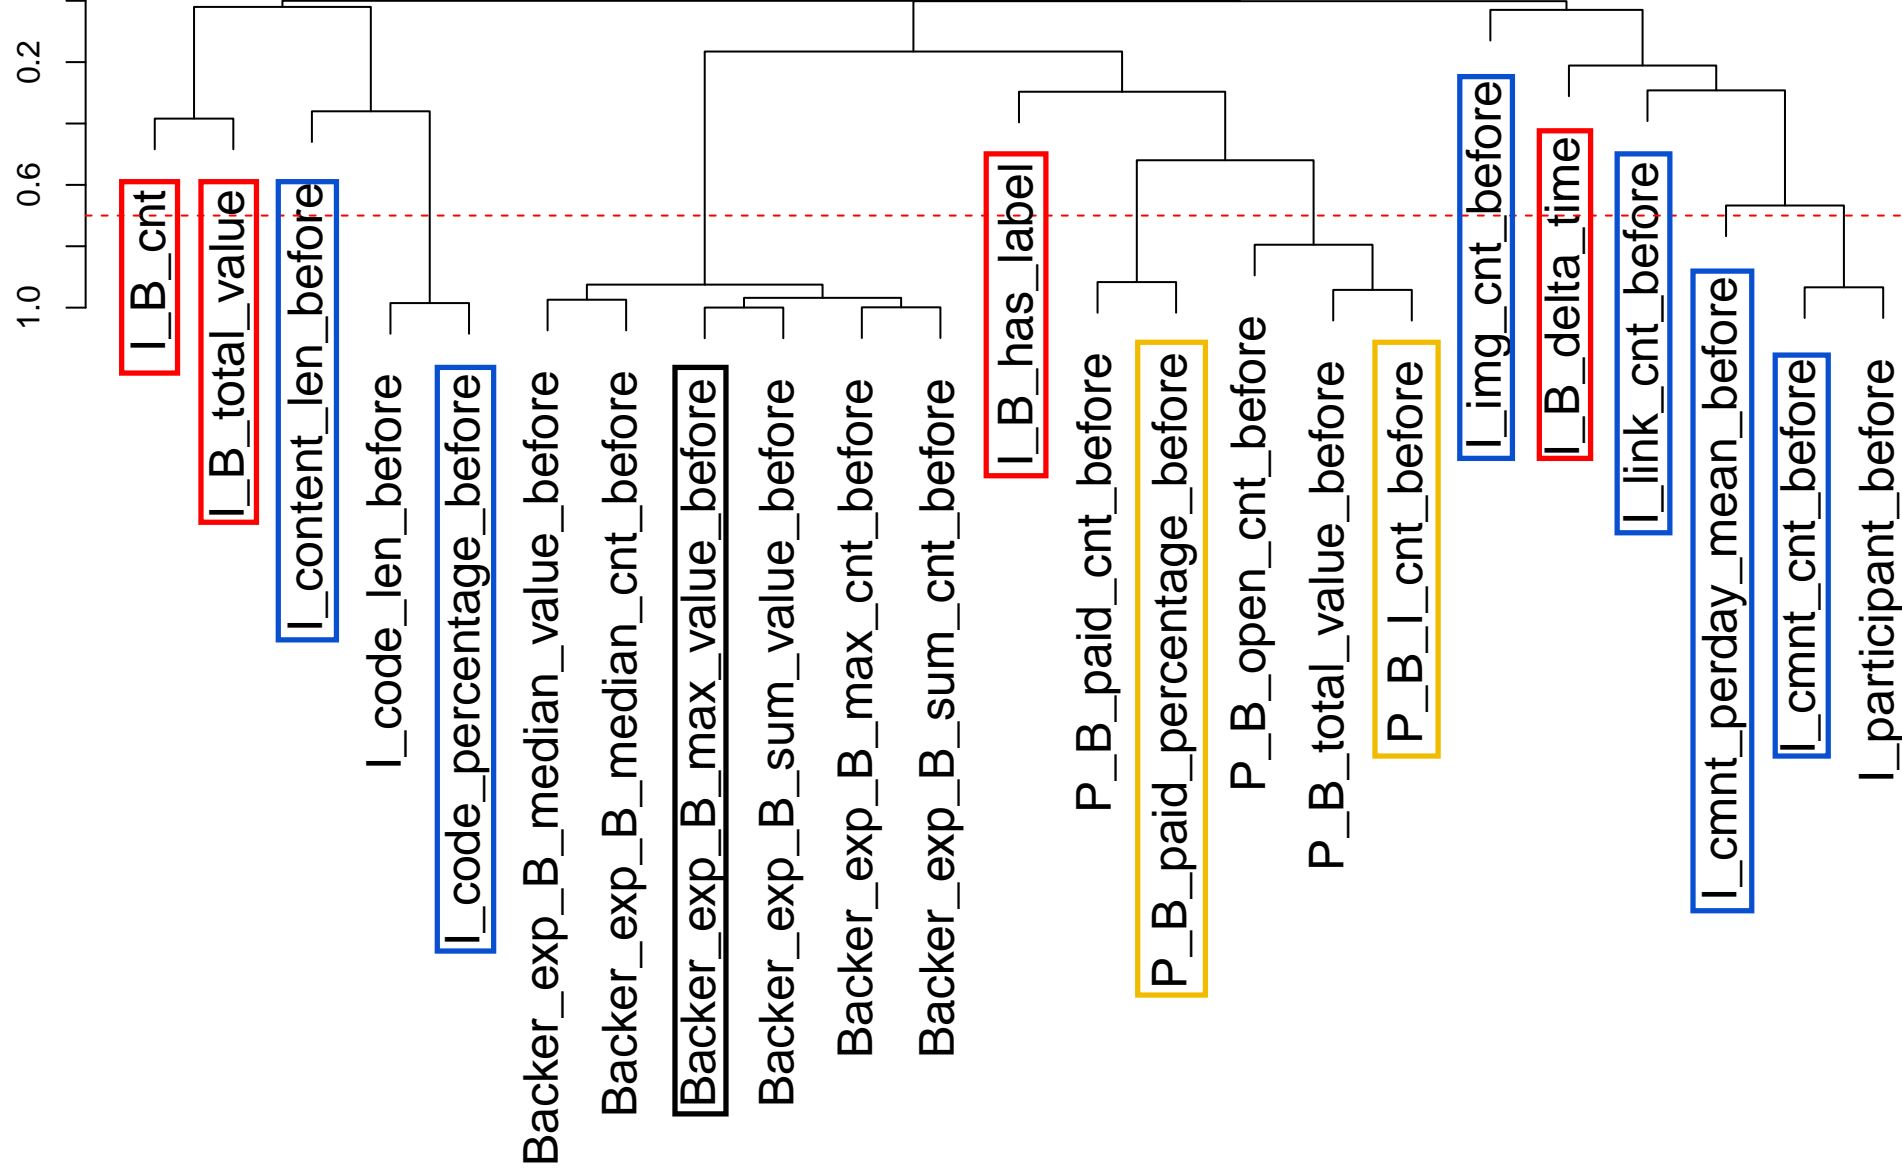 0.2
0.6
1.0
I_B_cnt
I_B_total_value
I_content_len_before
I_code_len_before
I_code_percentage_before
Backer_exp_B_median_value_before
Backer_exp_B_median_cnt_before
Backer_exp_B_max_value_before
Backer_exp_B_sum_value_before
Backer_exp_B_max_cnt_before
Backer_exp_B_sum_cnt_before
I_B_has_label
P_B_paid_cnt_before
P_B_paid_percentage_before
P_B_open_cnt_before
P_B_total_value_before
P_B_I_cnt_before
I_img_cnt_before
I_B_delta_time
I_link_cnt_before
I_cmnt_perday_mean_before
I_cmnt_cnt_before
I_participant_before